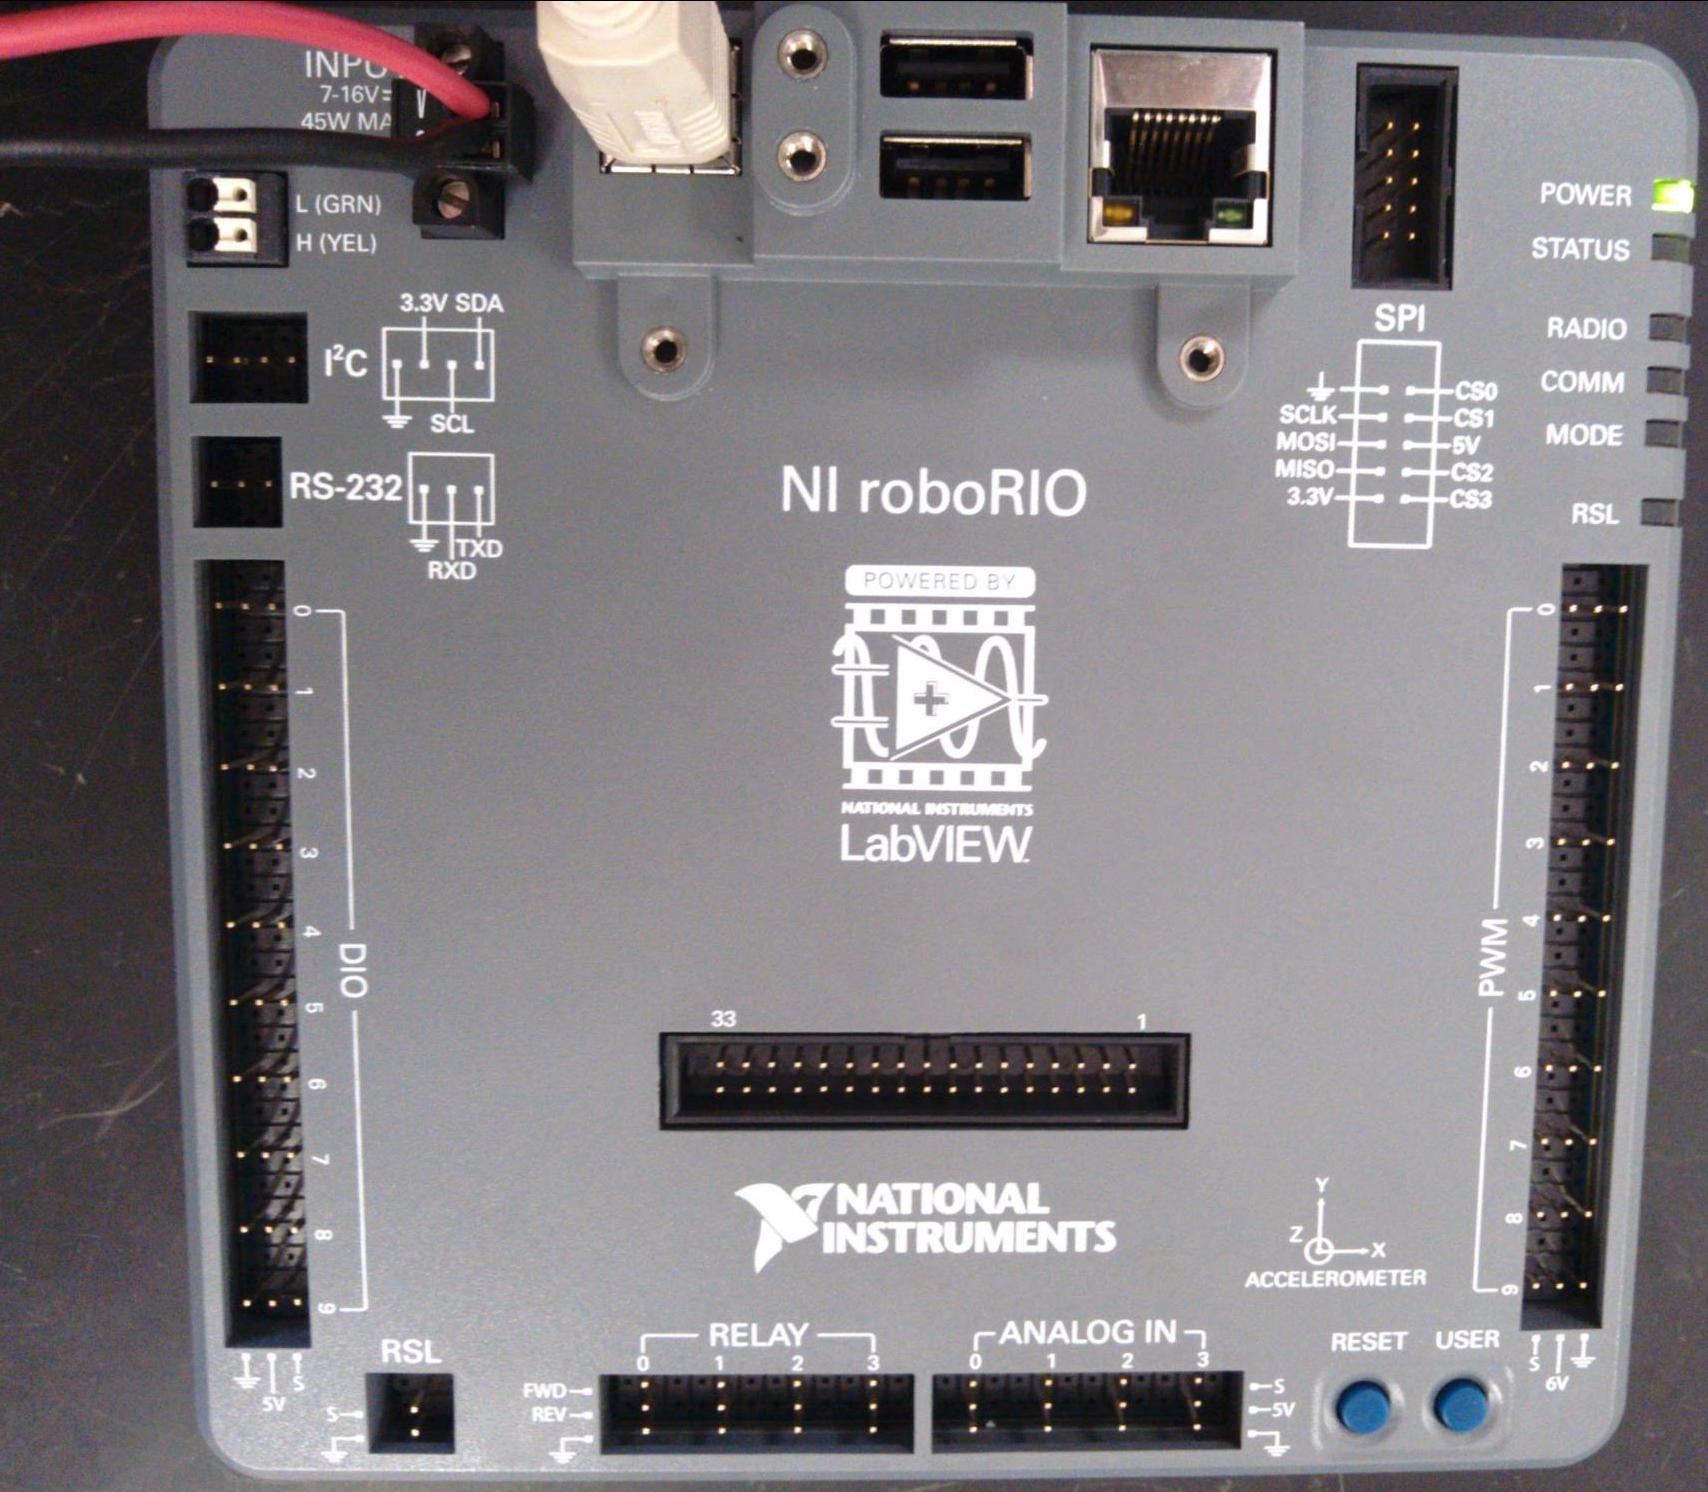 INPU
7-16V
45W MA
V
L (GRN)
H (YEL)
3.3V SDA
I²C
SCL
RS-232
TXD
RXD
SPI
CS0
SCLK
CS1
MOSI
5V
MISO
CS2
3.3V
CS3
POWER
STATUS
RADIO
COMM
MODE
RSL
NI roboRIO
POWERED BY
NATIONAL INSTRUMENTS
LabVIEW
0
1
2
3
4
5
6
7
8
9
DIO
5V
S
0
1
2
3
4
5
6
7
8
9
PWM
S
6V
33
1
NATIONAL
INSTRUMENTS
Y
Z
X
ACCELEROMETER
RSL
S
RELAY
0 1 2 3
FWD
REV
ANALOG IN
0 1 2 3
S
5V
RESET
USER